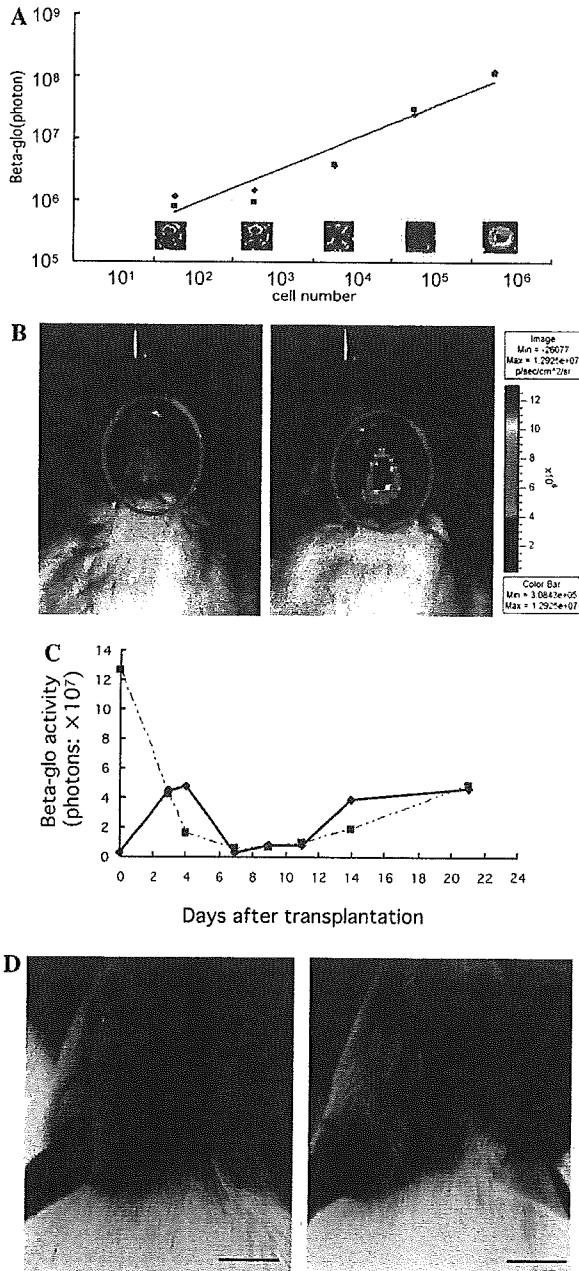 A
Beta-glo(photon)
10⁹
10⁸
10⁷
10⁶
10⁵
10¹ 10² 10³ 10⁴ 10⁵ 10⁶
cell number
B
Image
Min = -26077
Max = 1.2925e+07
p/sec/cm^2/sr
12
10
8
6
4
2
×10⁶
Color Bar
Min = 3.0843e+05
Max = 1.2925e+07
C
Beta-glo activity
(photons: ×10⁷)
14
12
10
8
6
4
2
0
0 2 4 6 8 10 12 14 16 18 20 22 24
Days after transplantation
D